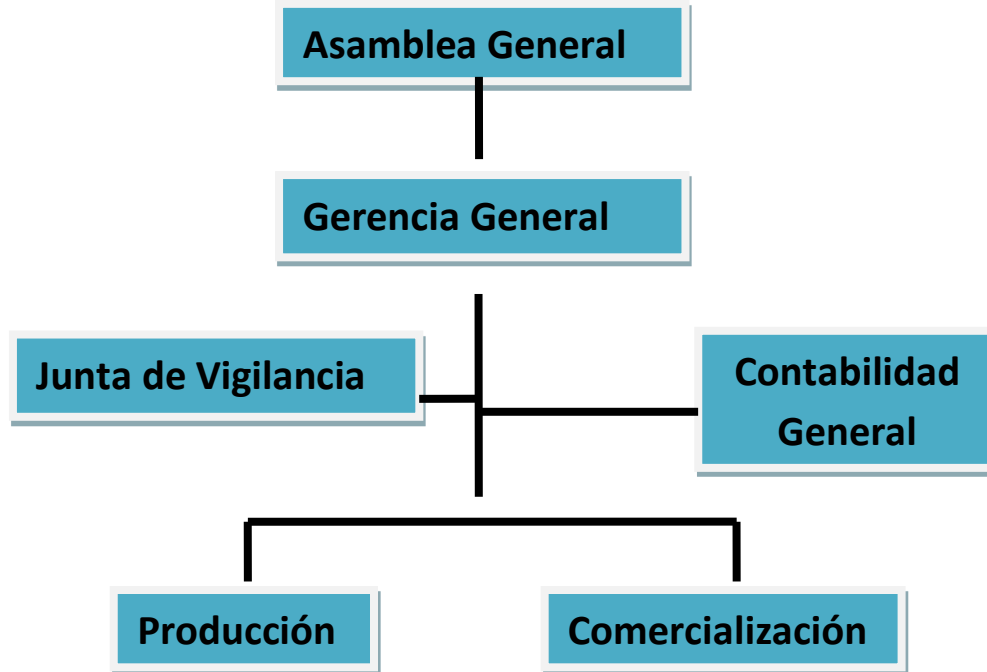 Asamblea General
Gerencia General
Junta de Vigilancia
Contabilidad
General
Producción
Comercialización